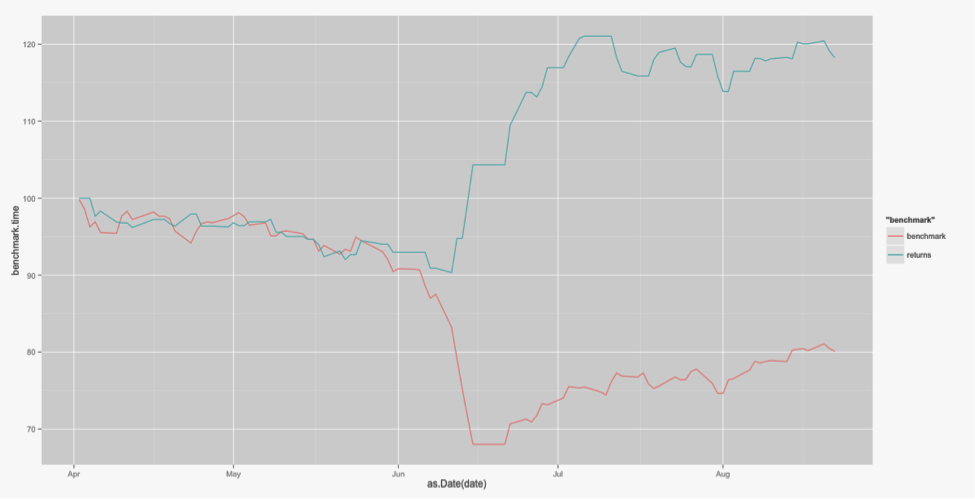 120
110
100
90
80
70
benchmark.time
Apr
May
Jun
Jul
Aug
as.Date(date)
"benchmark"
benchmark
returns